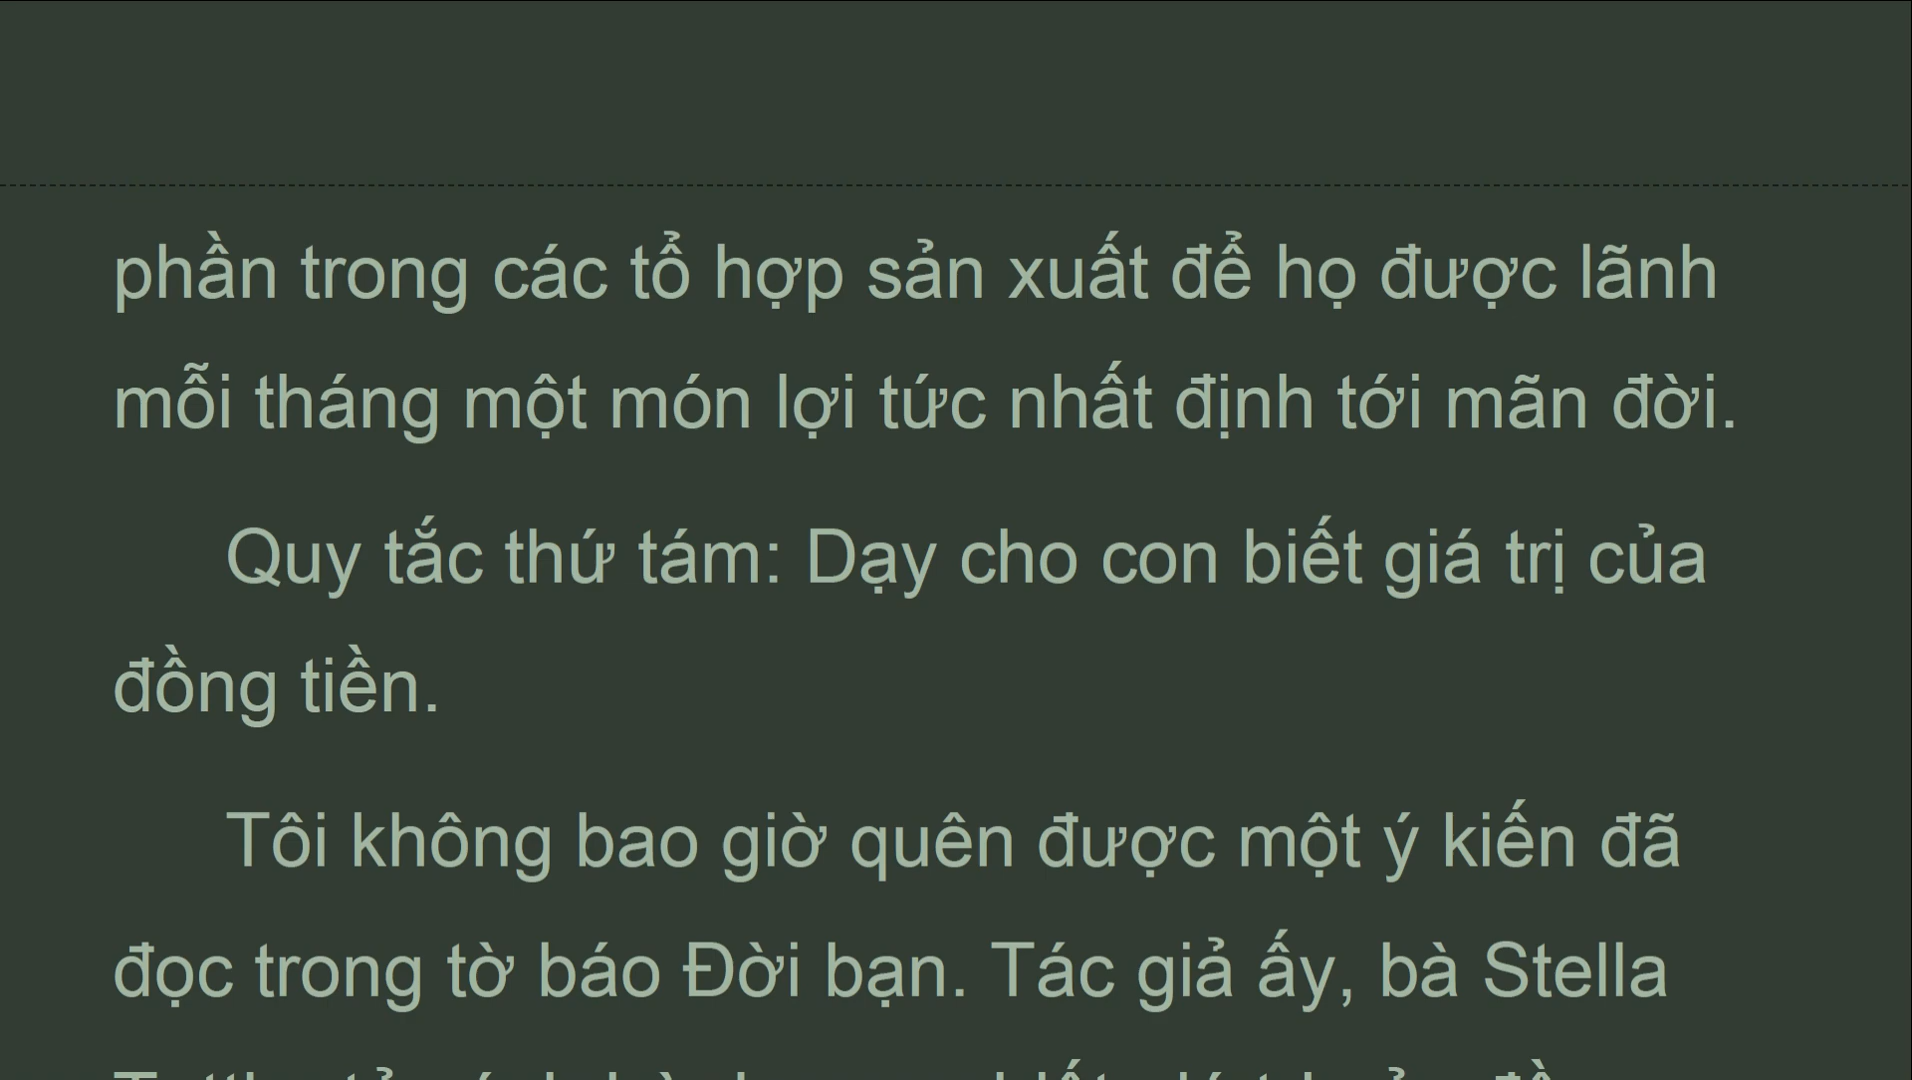 phần trong các tổ hợp sản xuất để họ được lãnh
mỗi tháng một món lợi tức nhất định tới mãn đời.
Quy tắc thứ tám: Dạy cho con biết giá trị của
đồng tiền.
Tôi không bao giờ quên được một ý kiến đã
đọc trong tờ báo Đời bạn. Tác giả ấy, bà Stella